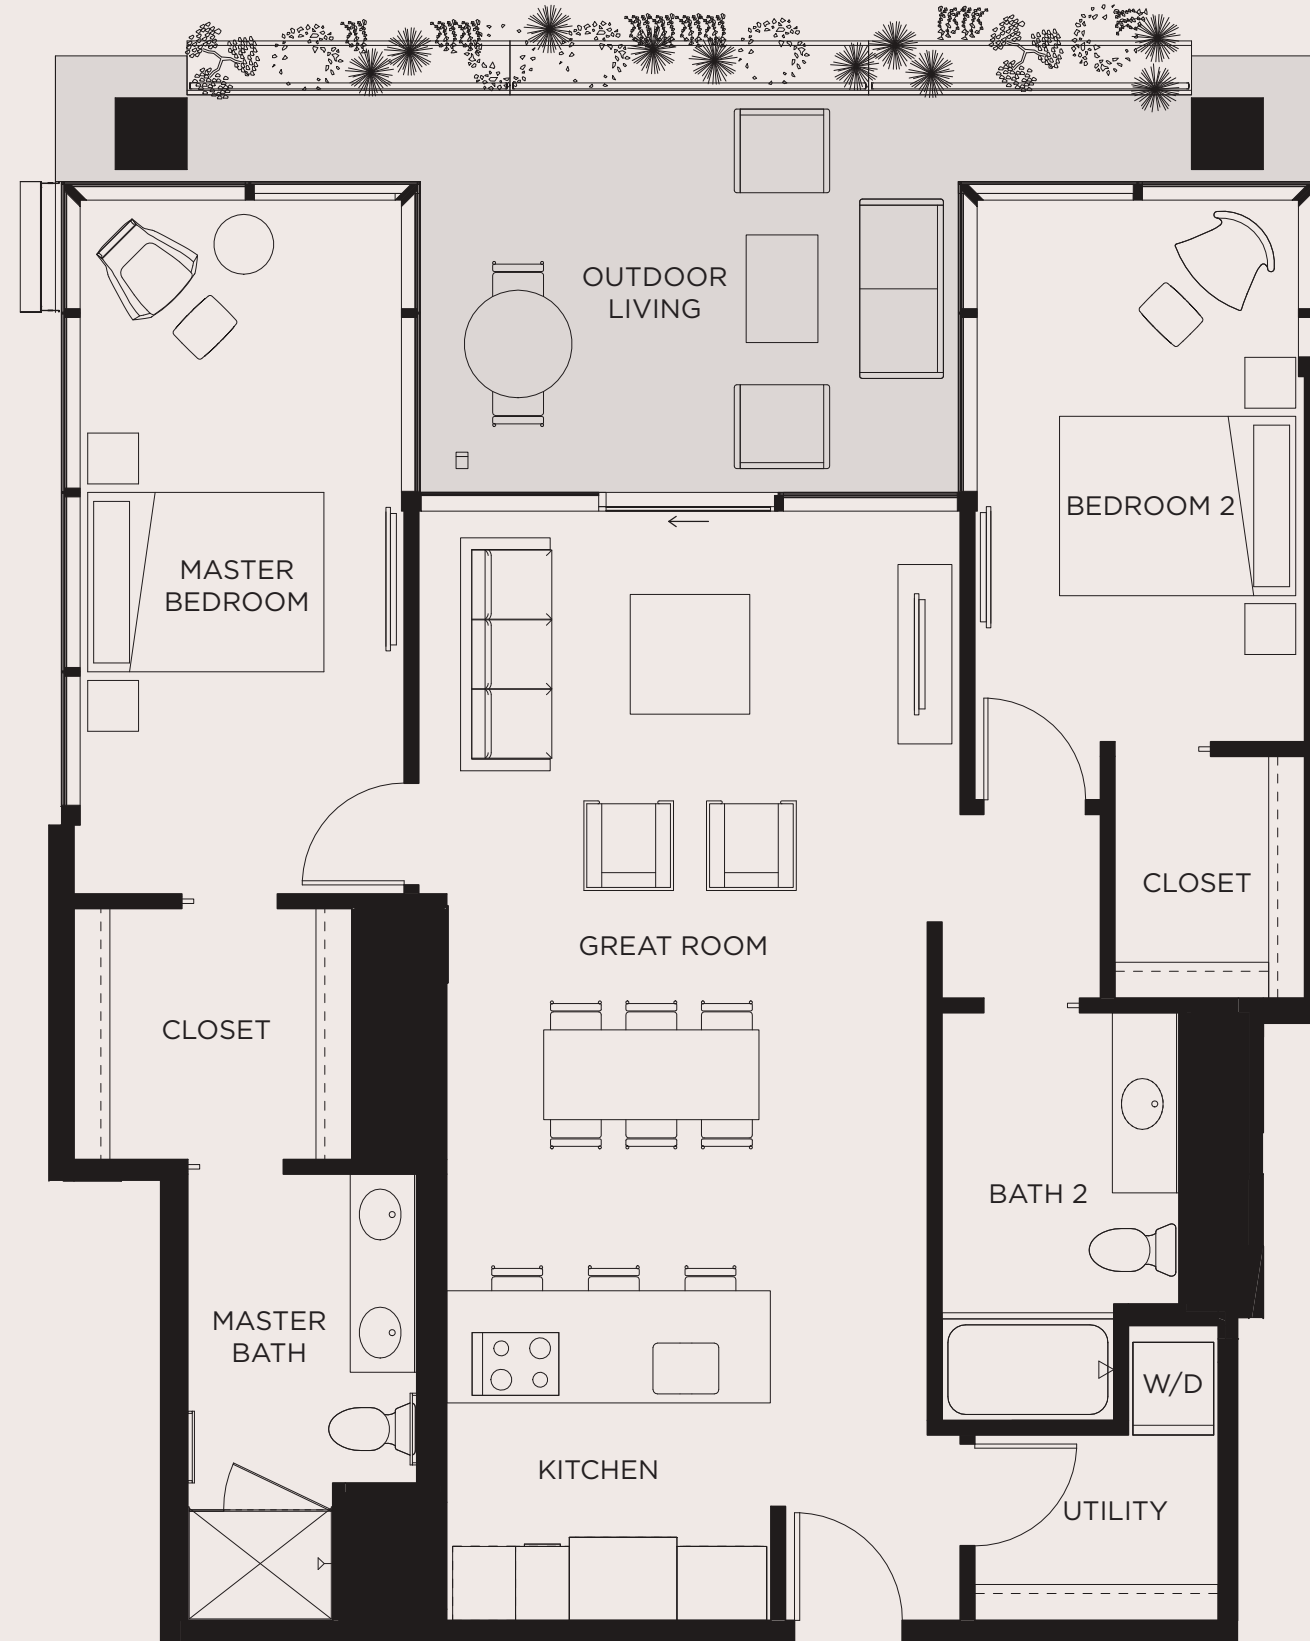 OUTDOOR
LIVING
BEDROOM 2
MASTER
BEDROOM
CLOSET
GREAT ROOM
CLOSET
BATH 2
MASTER
BATH
W/D
KITCHEN
UTILITY